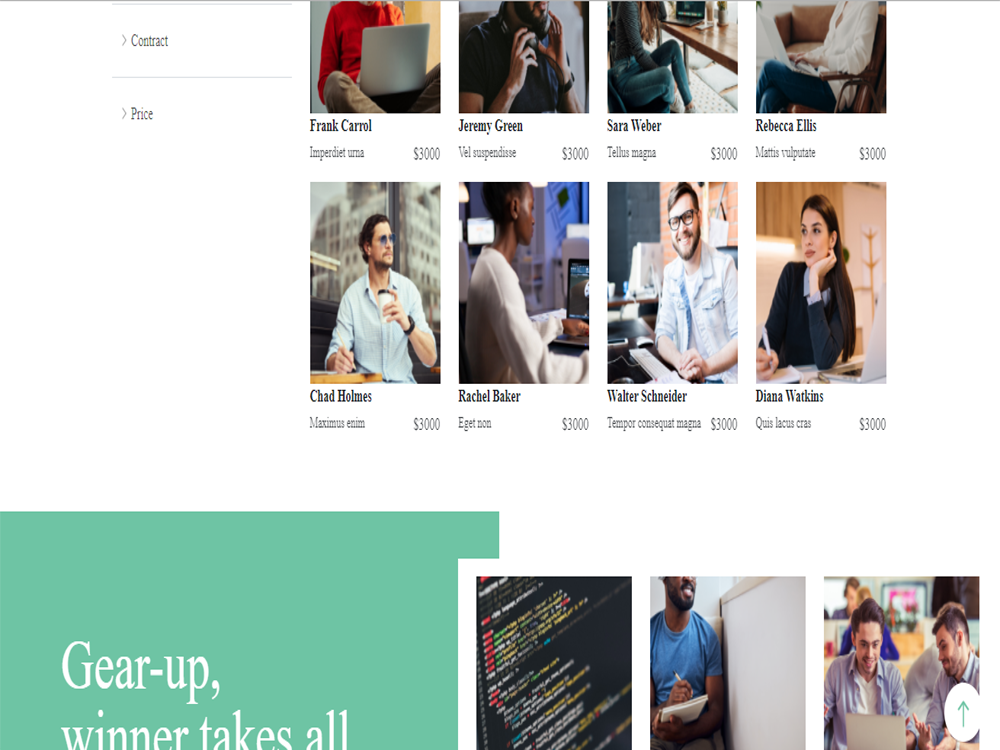 Contract
Price
Frank Carrol
Imperdiet urna $3000
Jeremy Green
Vel suspendisse $3000
Sara Weber
Tellus magna $3000
Rebecca Ellis
Mattis vulputate $3000
Chad Holmes
Maximus enim $3000
Rachel Baker
Eget non $3000
Walter Schneider
Tempor consequat magna $3000
Diana Watkins
Quis lacus cras $3000
Gear-up,
winner takes all